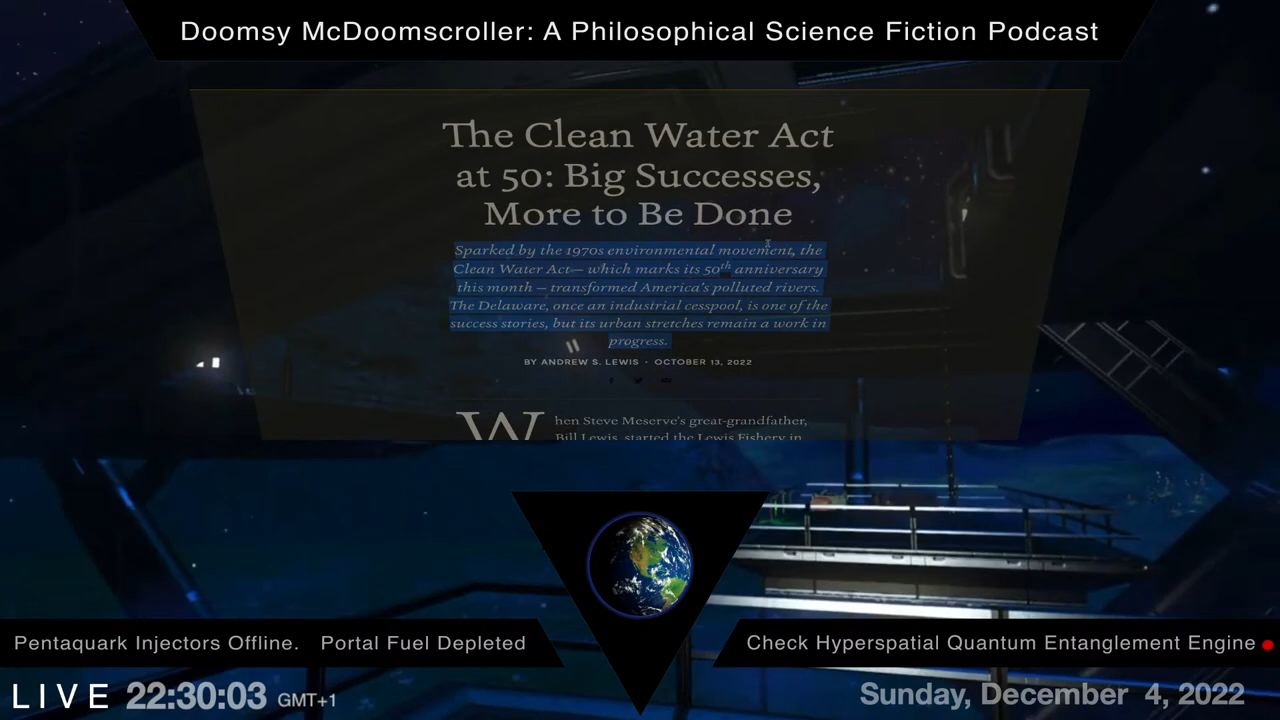 Doomsy McDoomscroller: A Philosophical Science Fiction Podcast
The Clean Water Act
at 50: Big Successes,
More to Be Done
Sparked by the 1970s environmental movement, the
Clean Water Act— which marks its 50th anniversary
this month — transformed America's polluted rivers.
The Delaware, once an industrial cesspool, is one of the
success stories, but its urban stretches remain a work in
progress.
BY ANDREW S. LEWIS • OCTOBER 13, 2022
When Steve Meserve's great-grandfather,
Bill Lewis, started the Lewis Fishery in
Pentaquark Injectors Offline. Portal Fuel Depleted
Check Hyperspatial Quantum Entanglement Engine
LIVE 22:30:03 GMT+1
Sunday, December 4, 2022